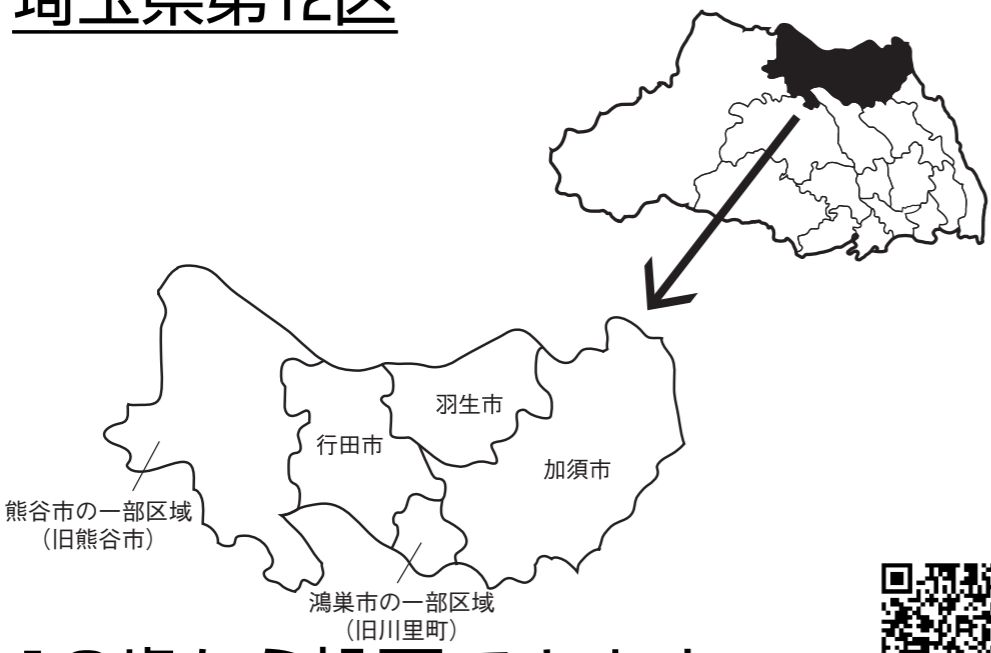 埼玉県第12区
羽生市
行田市
加須市
熊谷市の一部区域
（旧熊谷市）
鴻巣市の一部区域
（旧川里町）